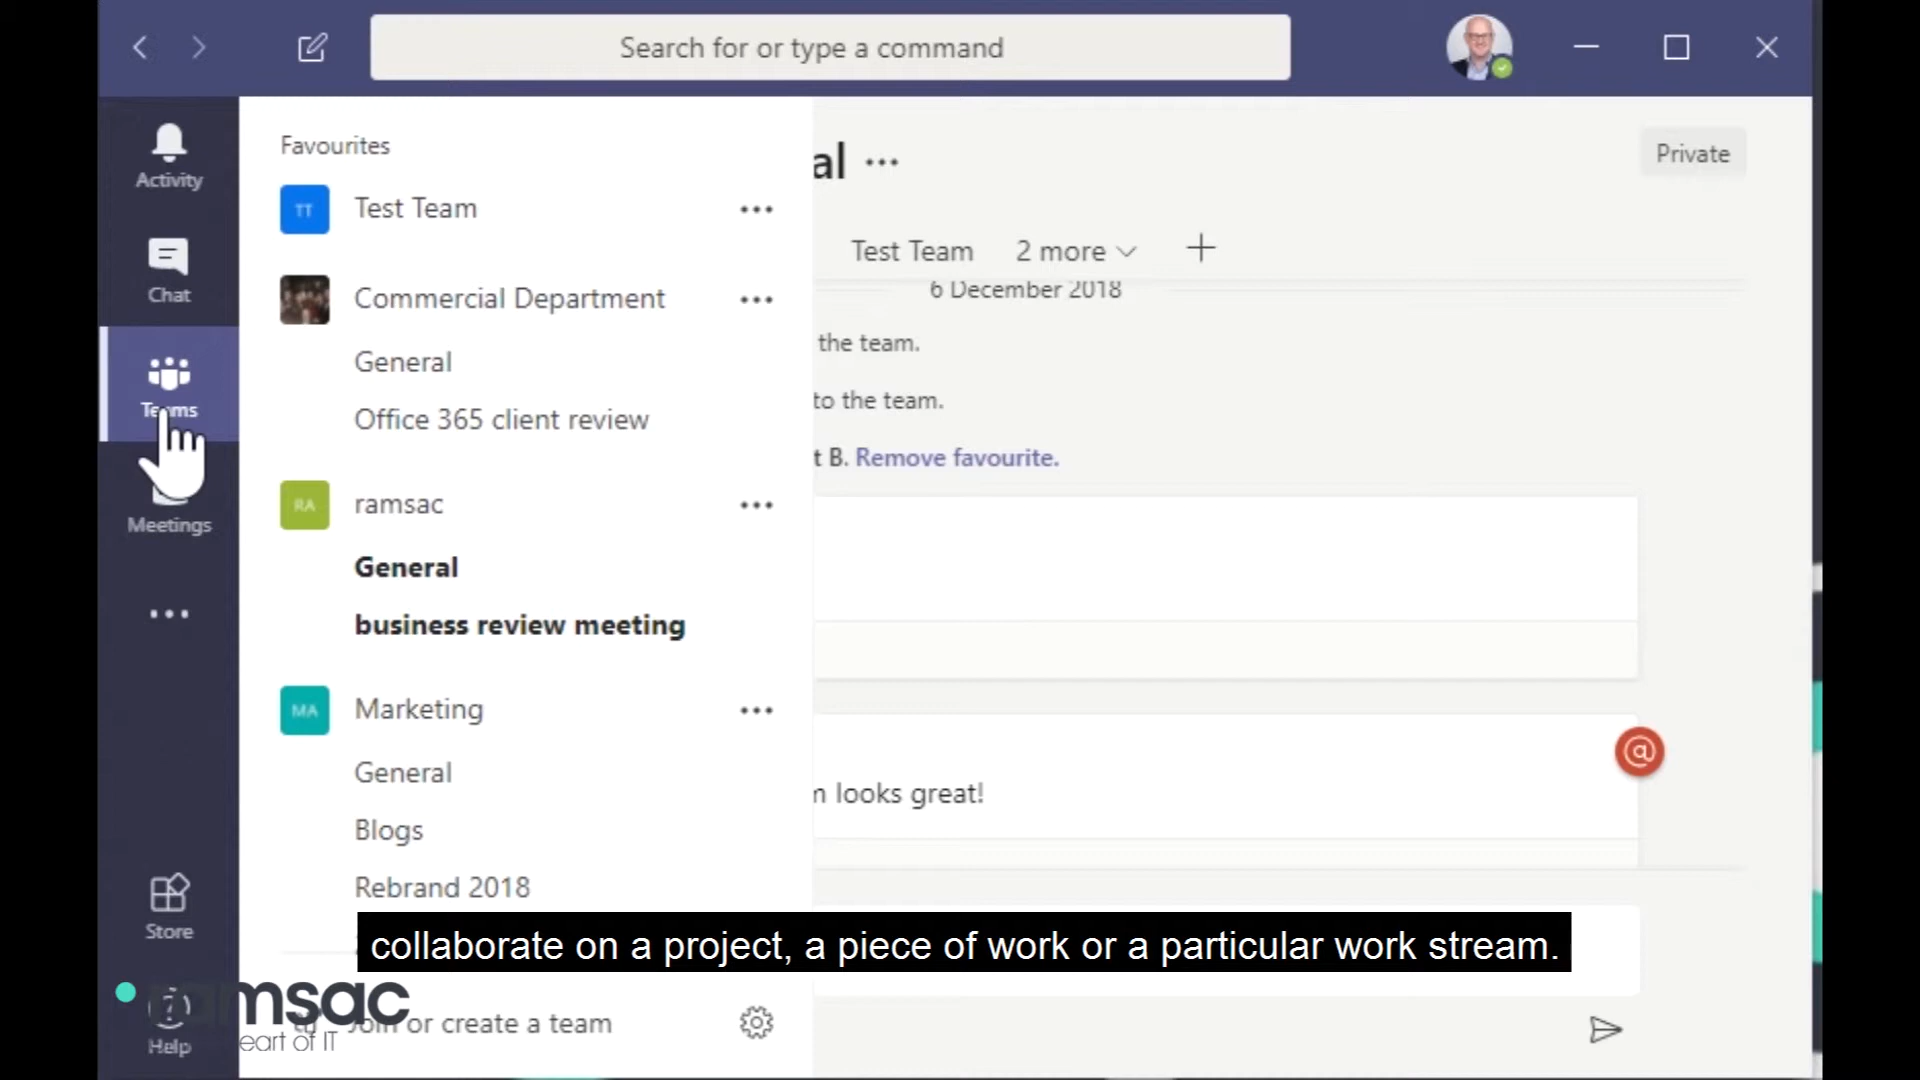 Search for or type a command
Activity
Chat
Teams
Meetings
Store
Help
Favourites
TT Test Team
Commercial Department
General
Office 365 client review
RA ramsac
General
business review meeting
MA Marketing
General
Blogs
Rebrand 2018
Join or create a team
al ...
Private
Test Team 2 more
6 December 2018
the team.
to the team.
t B. Remove favourite.
@
looks great!
collaborate on a project, a piece of work or a particular work stream.
ramsac
eart of IT